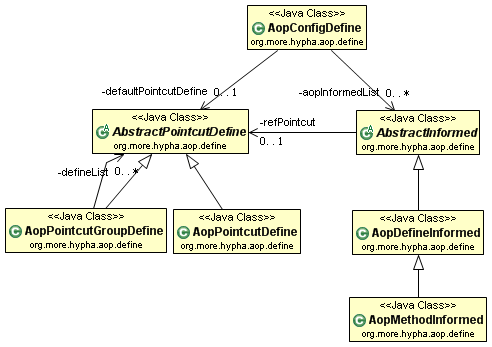 <<Java Class>>
AopConfigDefine
org.more.hypha.aop.define
-defaultPointcutDefine
0..1
-aopInformedList
0..*
<<Java Class>>
AbstractPointcutDefine
org.more.hypha.aop.define
-refPointcut
0..1
<<Java Class>>
AbstractInformed
org.more.hypha.aop.define
-defineList
0..*
<<Java Class>>
AopPointcutGroupDefine
org.more.hypha.aop.define
<<Java Class>>
AopPointcutDefine
org.more.hypha.aop.define
<<Java Class>>
AopDefineInformed
org.more.hypha.aop.define
<<Java Class>>
AopMethodInformed
org.more.hypha.aop.define